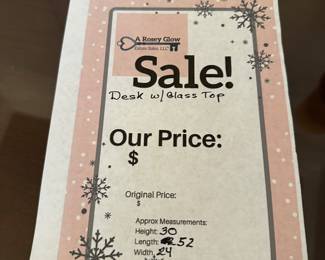 A Rosey Glow
Estate Sales, LLC
Sale!
Desk w/ Glass Top
Our Price:
$
Original Price:
$
Approx Measurements:
Height: 30
Length: 52
Width, 24